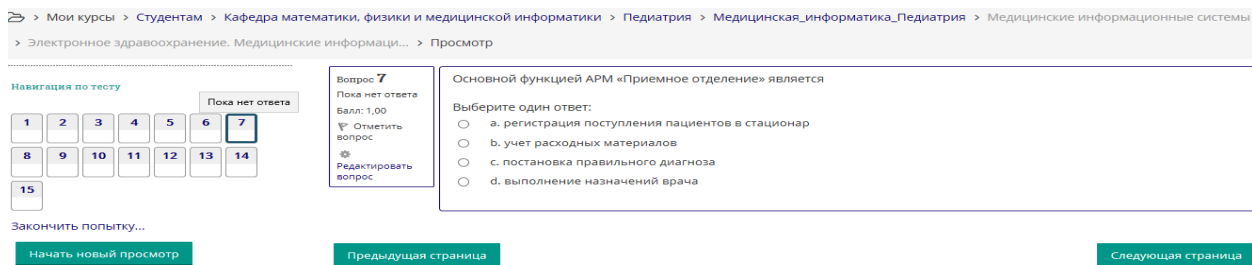 > Мои курсы > Студентам > Кафедра математики, физики и медицинской информатики > Педиатрия > Медицинская_информатика_Педиатрия > Медицинские информационные системы
> Электронное здравоохранение. Медицинские информаци... > Просмотр
Навигация по тесту
Пока нет ответа
1 2 3 4 5 6 7
8 9 10 11 12 13 14
15
Закончить попытку...
Начать новый просмотр
Вопрос 7
Пока нет ответа
Балл: 1,00
Отметить
вопрос
Редактировать
вопрос
Основной функцией АРМ «Приемное отделение» является
Выберите один ответ:
a. регистрация поступления пациентов в стационар
b. учет расходных материалов
c. постановка правильного диагноза
d. выполнение назначений врача
Предыдущая страница
Следующая страница